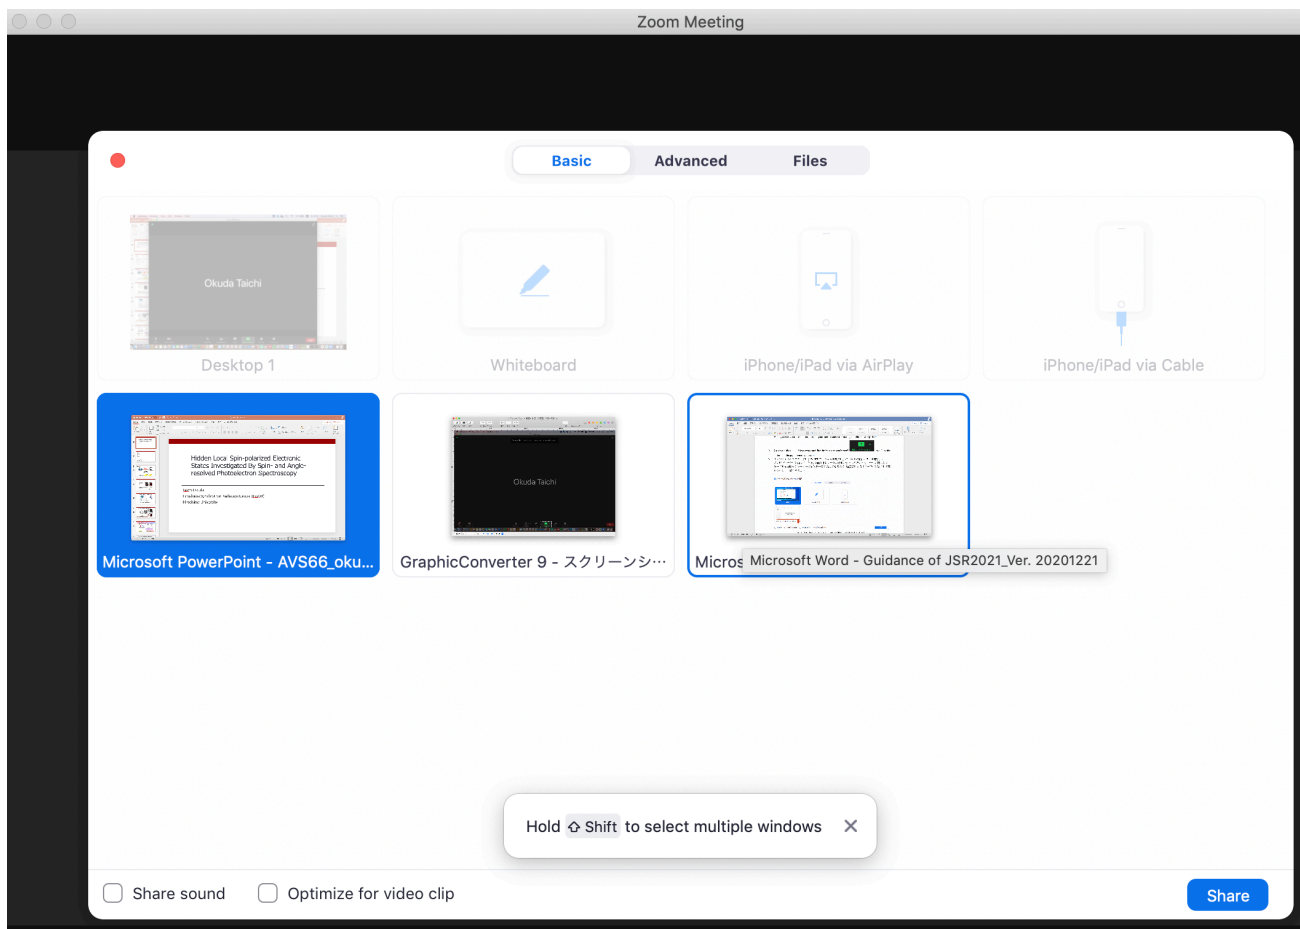 Zoom Meeting
Basic
Advanced
Files
Okuda Taichi
Desktop 1
Whiteboard
iPhone/iPad via AirPlay
iPhone/iPad via Cable
Hidden Local Spin-polarized Electronic
States Investigated By Spin- and Angle-
resolved Photoelectron Spectroscopy
Microsoft PowerPoint - AVS66_oku...
Okuda Taichi
GraphicConverter 9 - スクリーンシ…
Micros
Microsoft Word - Guidance of JSR2021_Ver. 20201221
Hold ⇧ Shift to select multiple windows
Share sound
Optimize for video clip
Share